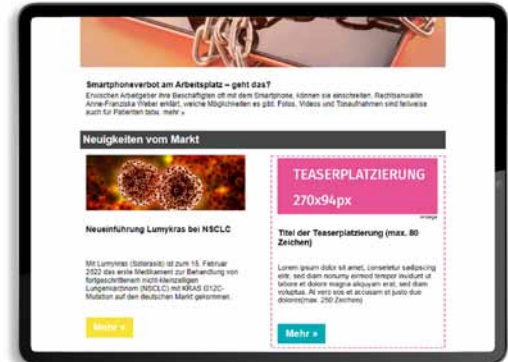 Smartphoneverbot am Arbeitsplatz – geht das?
Erwischen Arbeitgeber ihre Beschäftigten oft mit dem Smartphone, können sie einschreiten. Rechtsanwältin
Anne-Franziska Weber erklärt, welche Möglichkeiten es gibt. Fotos, Videos und Tonaufnahmen sind teilweise
auch für Patienten tabu. mehr »
Neuigkeiten vom Markt
Neueinführung Lumykras bei NSCLC
Mit Lumykras (Sotorasib) ist zum 15. Februar
2022 das erste Medikament zur Behandlung von
fortgeschrittenem nicht-kleinzelligen
Lungenkarzinom (NSCLC) mit KRAS G12C-
Mutation auf den deutschen Markt gekommen.
Mehr »
TEASERPLATZIERUNG
270x94px
Anzeige
Titel der Teaserplatzierung (max. 80
Zeichen)
Lorem ipsum dolor sit amet, consetetur sadipscing
elitr, sed diam nonumy eirmod tempor invidunt ut
labore et dolore magna aliquyam erat, sed diam
voluptua. At vero eos et accusam et justo duo
dolores(max. 250 Zeichen)
Mehr »